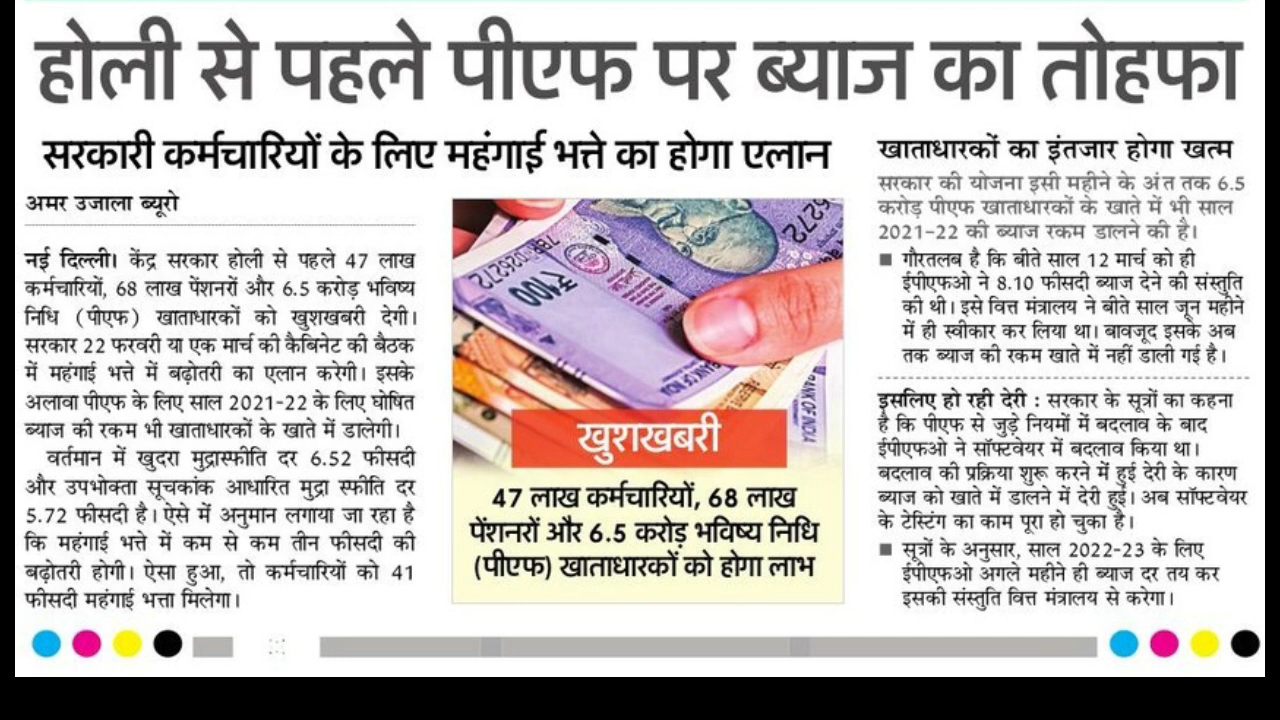 होली से पहले पीएफ पर ब्याज का तोहफा
सरकारी कर्मचारियों के लिए महंगाई भत्ते का होगा एलान
अमर उजाला ब्यूरो
नई दिल्ली। केंद्र सरकार होली से पहले 47 लाख
कर्मचारियों, 68 लाख पेंशनरों और 6.5 करोड़ भविष्य
निधि (पीएफ) खाताधारकों को खुशखबरी देगी।
सरकार 22 फरवरी या एक मार्च की कैबिनेट की बैठक
में महंगाई भत्ते में बढ़ोतरी का एलान करेगी। इसके
अलावा पीएफ के लिए साल 2021-22 के लिए घोषित
ब्याज की रकम भी खाताधारकों के खाते में डालेगी।
वर्तमान में खुदरा मुद्रास्फीति दर 6.52 फीसदी
और उपभोक्ता सूचकांक आधारित मुद्रा स्फीति दर
5.72 फीसदी है। ऐसे में अनुमान लगाया जा रहा है
कि महंगाई भत्ते में कम से कम तीन फीसदी की
बढ़ोतरी होगी। ऐसा हुआ, तो कर्मचारियों को 41
फीसदी महंगाई भत्ता मिलेगा।
₹100
026272
6272
BANK OF INDIA
खुशखबरी
47 लाख कर्मचारियों, 68 लाख
पेंशनरों और 6.5 करोड़ भविष्य निधि
(पीएफ) खाताधारकों को होगा लाभ
खाताधारकों का इंतजार होगा खत्म
सरकार की योजना इसी महीने के अंत तक 6.5
करोड़ पीएफ खाताधारकों के खाते में भी साल
2021-22 की ब्याज रकम डालने की है।
■ गौरतलब है कि बीते साल 12 मार्च को ही
ईपीएफओ ने 8.10 फीसदी ब्याज देने की संस्तुति
की थी। इसे वित्त मंत्रालय ने बीते साल जून महीने
में ही स्वीकार कर लिया था। बावजूद इसके अब
तक ब्याज की रकम खाते में नहीं डाली गई है।
इसलिए हो रही देरी : सरकार के सूत्रों का कहना
है कि पीएफ से जुड़े नियमों में बदलाव के बाद
ईपीएफओ ने सॉफ्टवेयर में बदलाव किया था।
बदलाव की प्रक्रिया शुरू करने में हुई देरी के कारण
ब्याज को खाते में डालने में देरी हुई। अब सॉफ्टवेयर
के टेस्टिंग का काम पूरा हो चुका है।
■ सूत्रों के अनुसार, साल 2022-23 के लिए
ईपीएफओ अगले महीने ही ब्याज दर तय कर
इसकी संस्तुति वित्त मंत्रालय से करेगा।